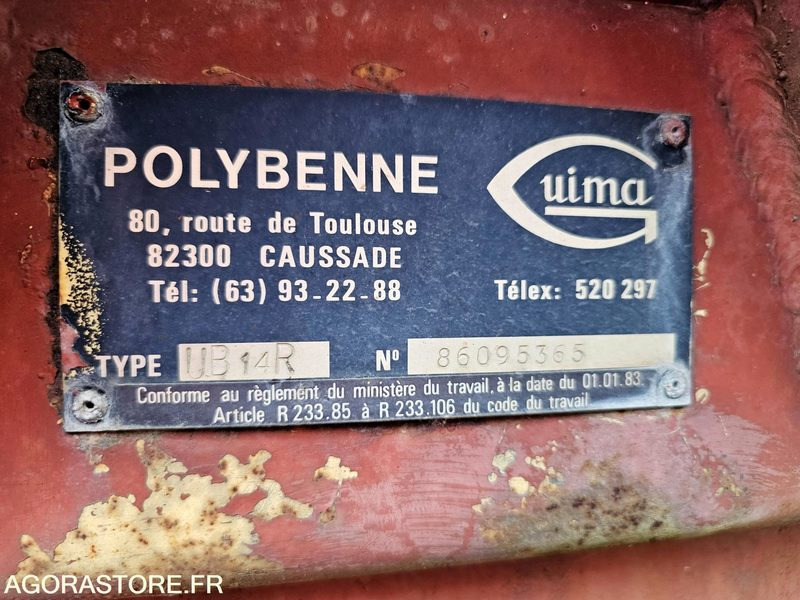 POLYBENNE
Guima
80, route de Toulouse
82300 CAUSSADE
Tél: (63) 93-22-88
Télex: 520 297
TYPE UB14R N° 86095365
Conforme au règlement du ministère du travail, à la date du 01.01.83.
Article R 233.85 à R 233.106 du code du travail
AGORASTORE.FR